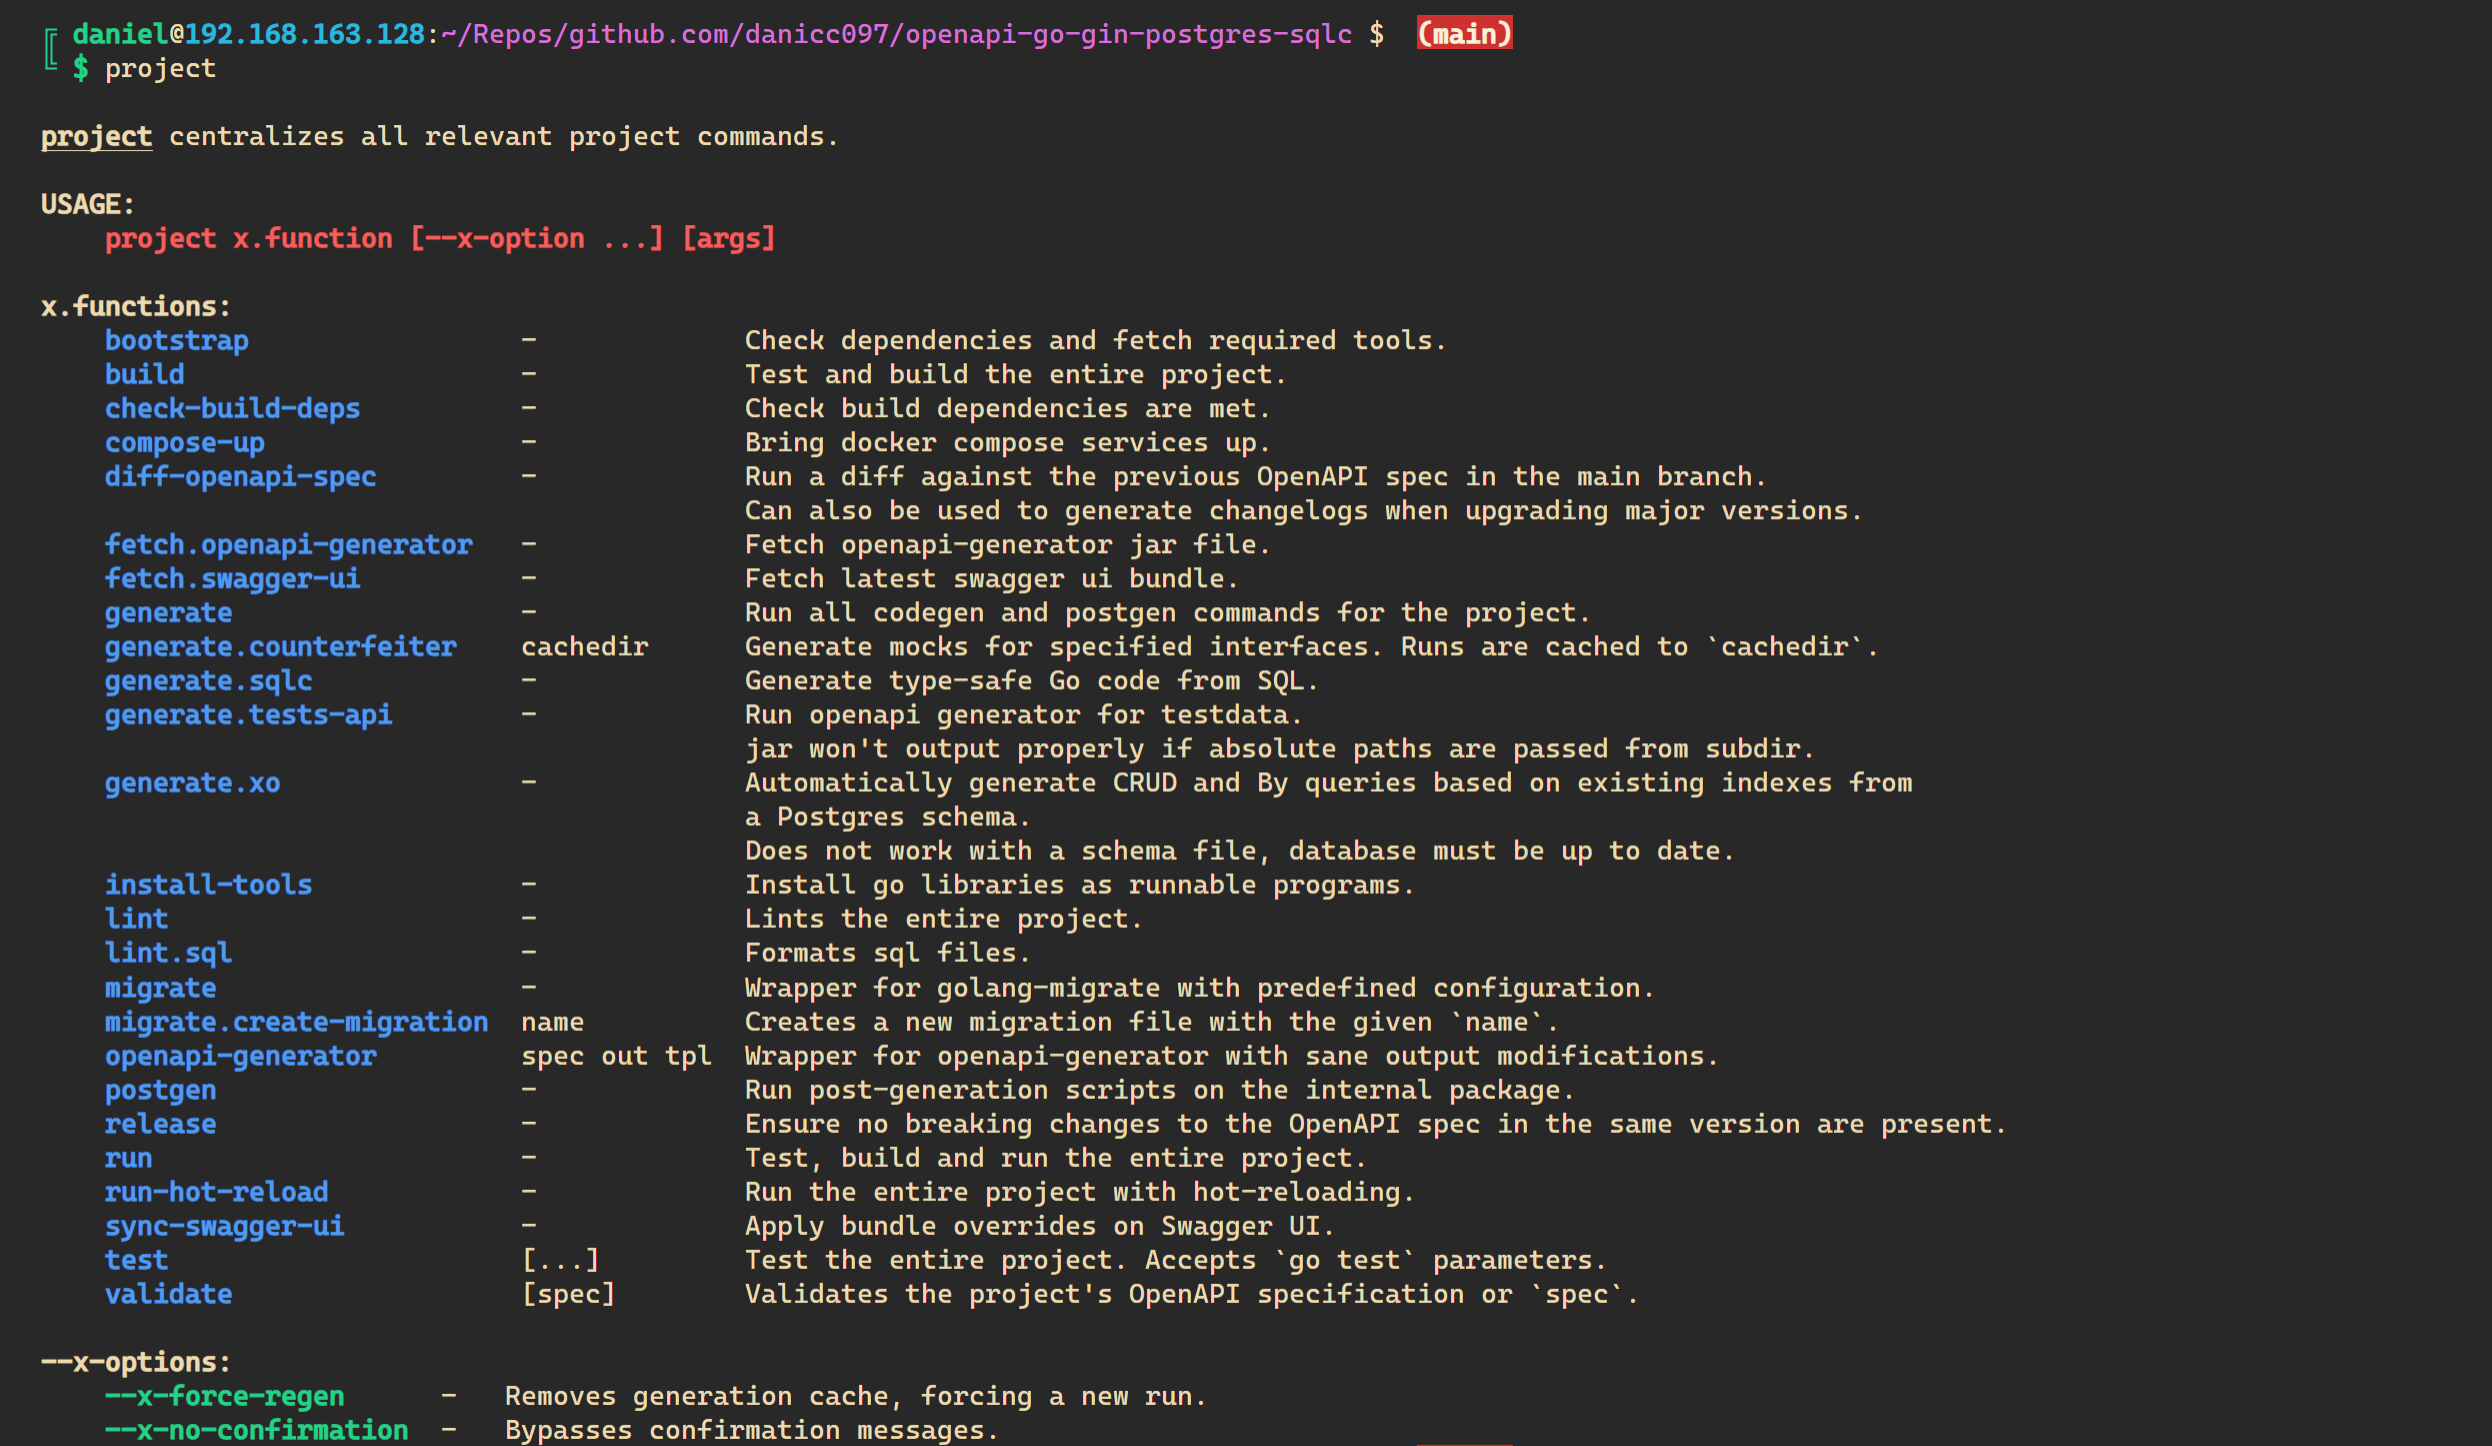 daniel@192.168.163.128:~/Repos/github.com/danicc097/openapi-go-gin-postgres-sqlc $ (main)
$ project
project centralizes all relevant project commands.
USAGE:
project x.function [--x-option ...] [args]
x.functions:
bootstrap - Check dependencies and fetch required tools.
build - Test and build the entire project.
check-build-deps - Check build dependencies are met.
compose-up - Bring docker compose services up.
diff-openapi-spec - Run a diff against the previous OpenAPI spec in the main branch.
Can also be used to generate changelogs when upgrading major versions.
fetch.openapi-generator - Fetch openapi-generator jar file.
fetch.swagger-ui - Fetch latest swagger ui bundle.
generate - Run all codegen and postgen commands for the project.
generate.counterfeiter cachedir Generate mocks for specified interfaces. Runs are cached to `cachedir`.
generate.sqlc - Generate type-safe Go code from SQL.
generate.tests-api - Run openapi generator for testdata.
jar won't output properly if absolute paths are passed from subdir.
generate.xo - Automatically generate CRUD and By queries based on existing indexes from
a Postgres schema.
Does not work with a schema file, database must be up to date.
install-tools - Install go libraries as runnable programs.
lint - Lints the entire project.
lint.sql - Formats sql files.
migrate - Wrapper for golang-migrate with predefined configuration.
migrate.create-migration name Creates a new migration file with the given `name`.
openapi-generator spec out tpl Wrapper for openapi-generator with sane output modifications.
postgen - Run post-generation scripts on the internal package.
release - Ensure no breaking changes to the OpenAPI spec in the same version are present.
run - Test, build and run the entire project.
run-hot-reload - Run the entire project with hot-reloading.
sync-swagger-ui - Apply bundle overrides on Swagger UI.
test [...] Test the entire project. Accepts `go test` parameters.
validate [spec] Validates the project's OpenAPI specification or `spec`.
--x-options:
--x-force-regen - Removes generation cache, forcing a new run.
--x-no-confirmation - Bypasses confirmation messages.